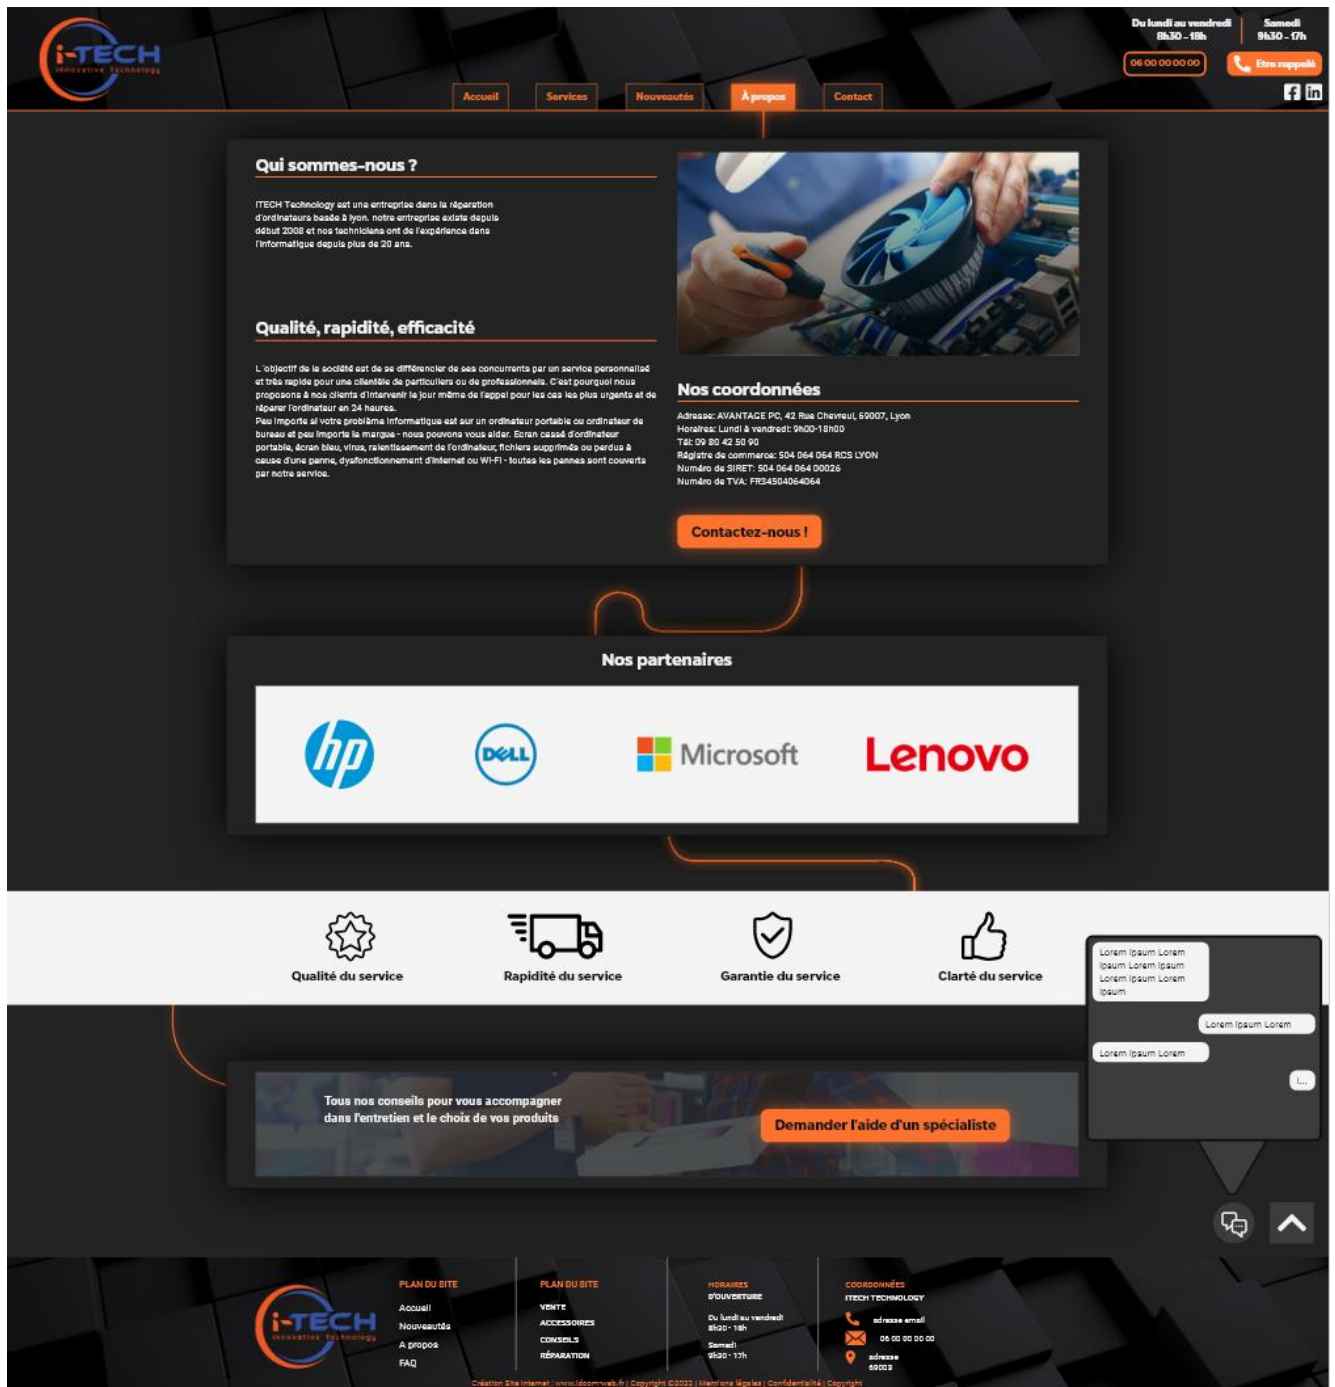 i-TECH
Innovative Technology
Du lundi au vendredi
8h30 - 18h
Samedi
9h30 - 17h
06 00 00 00 00
Etre rappelé
Accueil
Services
Nouveautés
À propos
Contact
Qui sommes-nous ?
ITECH Technology est une entreprise dans la réparation
d'ordinateurs basée à lyon. notre entreprise existe depuis
début 2008 et nos techniciens ont de l'expérience dans
l'informatique depuis plus de 20 ans.
Qualité, rapidité, efficacité
L 'objectif de la société est de se différencier de ses concurrents par un service personnalisé
et très rapide pour une clientèle de particuliers ou de professionnels. C'est pourquoi nous
proposons à nos clients d'intervenir le jour même de l'appel pour les cas les plus urgents et de
réparer l'ordinateur en 24 heures.
Peu importe si votre problème informatique est sur un ordinateur portable ou ordinateur de
bureau et peu importe la marque - nous pouvons vous aider. Ecran cassé d'ordinateur
portable, écran bleu, virus, ralentissement de l'ordinateur, fichiers supprimés ou perdus à
cause d'une panne, dysfonctionnement d'internet ou Wi-Fi - toutes les pannes sont couverts
par notre service.
Nos coordonnées
Adresse: AVANTAGE PC, 42 Rue Chevreul, 69007, Lyon
Horaires: Lundi à vendredi: 9h00-18h00
Tél: 09 80 42 50 90
Régistre de commerce: 504 064 064 RCS LYON
Numéro de SIRET: 504 064 064 00026
Numéro de TVA: FR34504064064
Contactez-nous !
Nos partenaires
hp
DELL
Microsoft
Lenovo
Qualité du service
Rapidité du service
Garantie du service
Clarté du service
Lorem Ipsum Lorem
Ipsum Lorem Ipsum
Lorem Ipsum Lorem
Ipsum
Lorem Ipsum Lorem
Lorem Ipsum Lorem
I...
Tous nos conseils pour vous accompagner
dans l'entretien et le choix de vos produits
Demander l'aide d'un spécialiste
i-TECH
Innovative Technology
PLAN DU SITE
Accueil
Nouveautés
A propos
FAQ
PLAN DU SITE
VENTE
ACCESSOIRES
CONSEILS
RÉPARATION
HORAIRES
D'OUVERTURE
Du lundi au vendredi
8h30 - 18h
Samedi
9h30 - 17h
COORDONNÉES
ITECH TECHNOLOGY
adresse email
06 00 00 00 00
adresse
69003
Création Site Internet : www.idcom-web.fr | Copyright ©2022 | Mentions légales | Confidentialité | Copyright